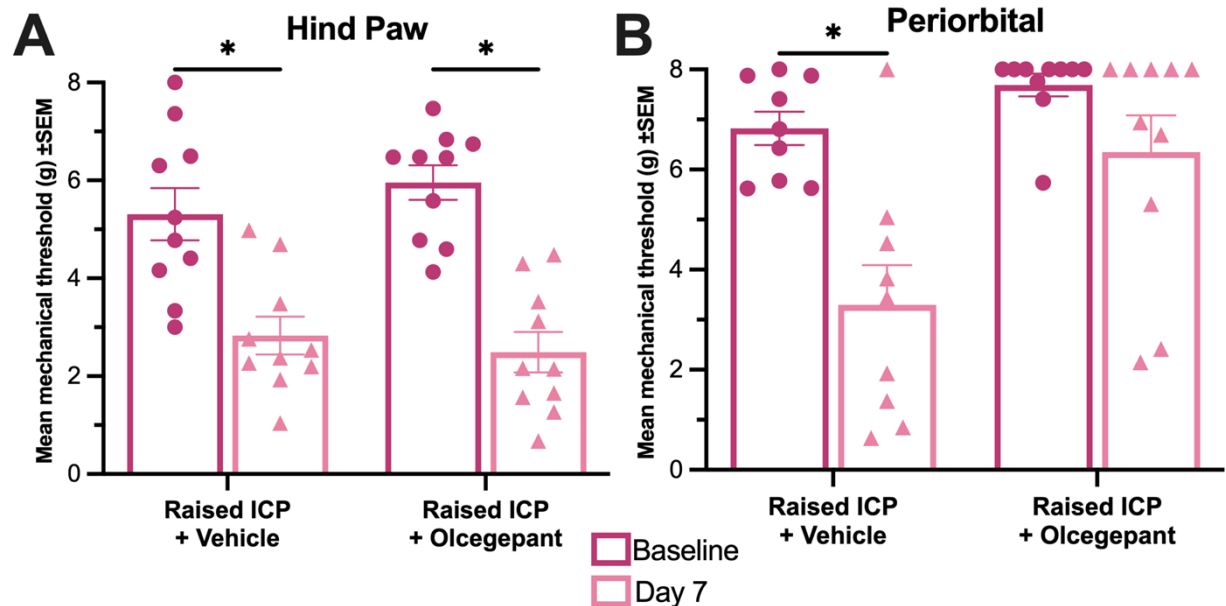 A
Hind Paw
*
*
Mean mechanical threshold (g) ±SEM
8
6
4
2
0
Raised ICP
+ Vehicle
Raised ICP
+ Olcegepant
B
Periorbital
*
Mean mechanical threshold (g) ±SEM
8
6
4
2
0
Raised ICP
+ Vehicle
Raised ICP
+ Olcegepant
Baseline
Day 7